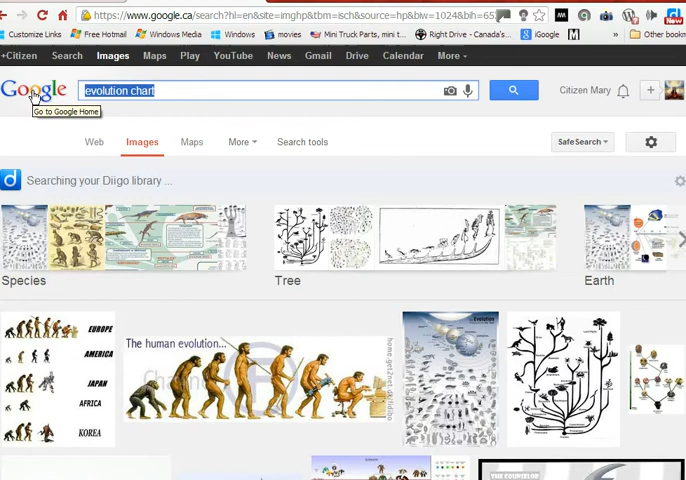 https://www.google.ca/search?hl=en&site=imghp&tbm=isch&source=hp&biw=1024&bih=65
Customize Links Free Hotmail Windows Windows movies Mini Truck Parts, mini t... Right Drive - Canada's... iGoogle Other bookm
+Citizen Search Images Maps Play YouTube News Gmail Drive Calendar More
Google evolution chart Citizen Mary
Go to Google Home
Web Images Maps More Search tools SafeSearch
d Searching your Diigo library ...
Species Tree Earth
EUROPE
AMERICA
JAPAN
AFRICA
KOREA
The human evolution...
THE COUNSELOR